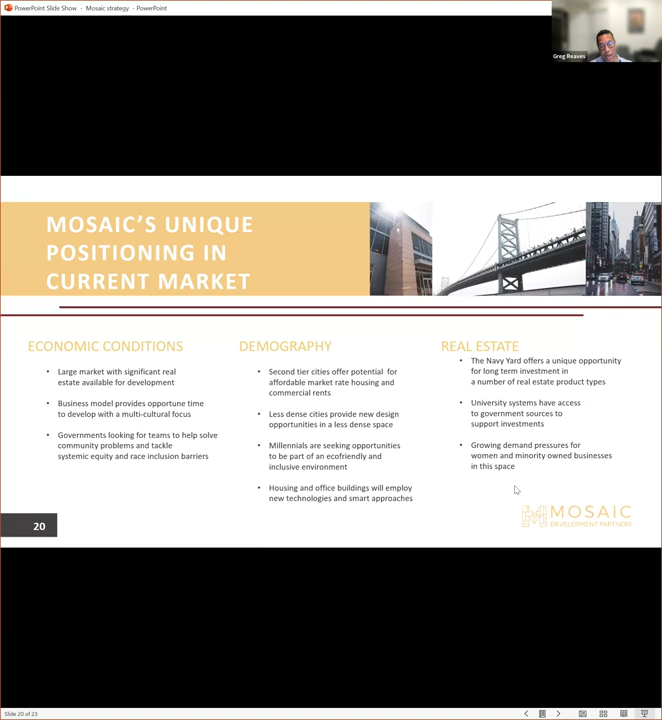 PowerPoint Slide Show - Mosaic strategy - PowerPoint
Greg Reaves
MOSAIC'S UNIQUE
POSITIONING IN
CURRENT MARKET
ECONOMIC CONDITIONS
• Large market with significant real
estate available for development
• Business model provides opportune time
to develop with a multi-cultural focus
• Governments looking for teams to help solve
community problems and tackle
systemic equity and race inclusion barriers
DEMOGRAPHY
• Second tier cities offer potential for
affordable market rate housing and
commercial rents
• Less dense cities provide new design
opportunities in a less dense space
• Millennials are seeking opportunities
to be part of an ecofriendly and
inclusive environment
• Housing and office buildings will employ
new technologies and smart approaches
REAL ESTATE
• The Navy Yard offers a unique opportunity
for long term investment in
a number of real estate product types
• University systems have access
to government sources to
support investments
• Growing demand pressures for
women and minority owned businesses
in this space
20
MOSAIC
DEVELOPMENT PARTNERS
Slide 20 of 23